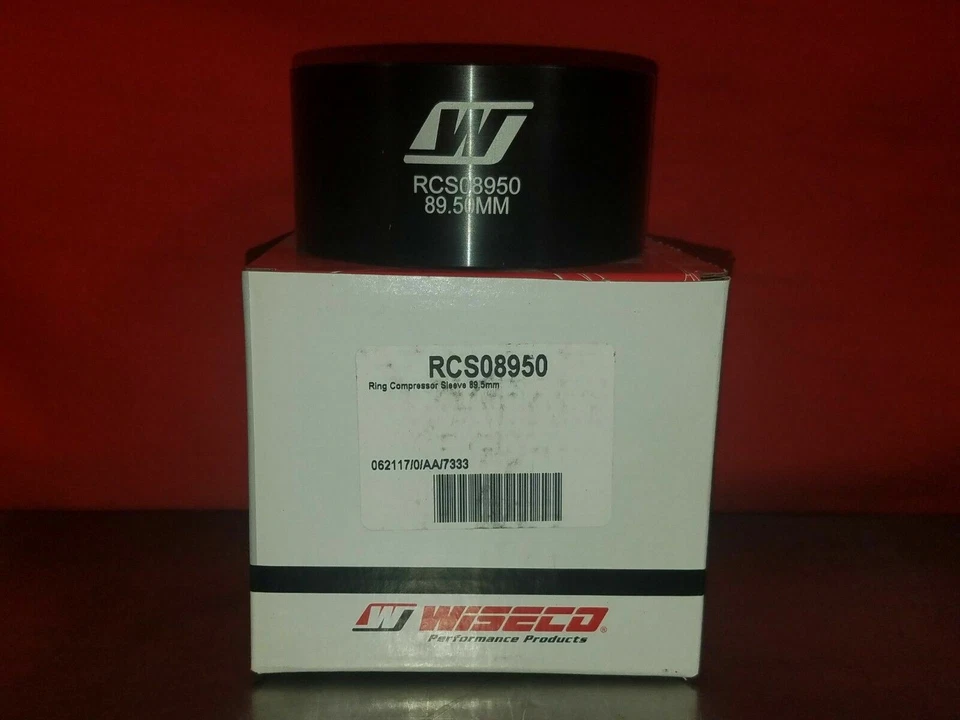 W
RCS08950
89.50MM
RCS08950
Ring Compressor Sleeve 89.5mm
062117/0/AA/7333
W WISECO®
Performance Products